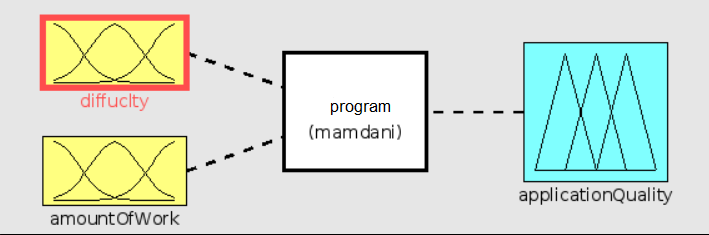 diffuclty
amountOfWork
program
(mamdani)
applicationQuality